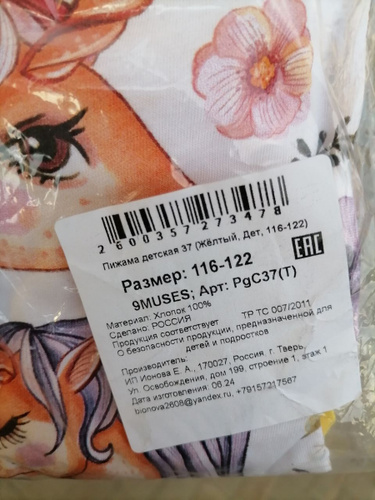 2600357273478
Пижама детская 37 (Жёлтый, Дет, 116-122)
Размер: 116-122
9MUSES; Арт: PgC37(T)
EAC
Материал: Хлопок 100%
Сделано: РОССИЯ
Продукция соответствует ТР ТС 007/2011
О безопасности продукции, предназначенной для
детей и подростков
Производитель:
ИП Ионова Е. А., 170027, Россия, г. Тверь,
Ул. Освобождения, дом 199, строение 1, этаж 1
Дата изготовления: 06.24
bionova2608@yandex.ru, +79157217567